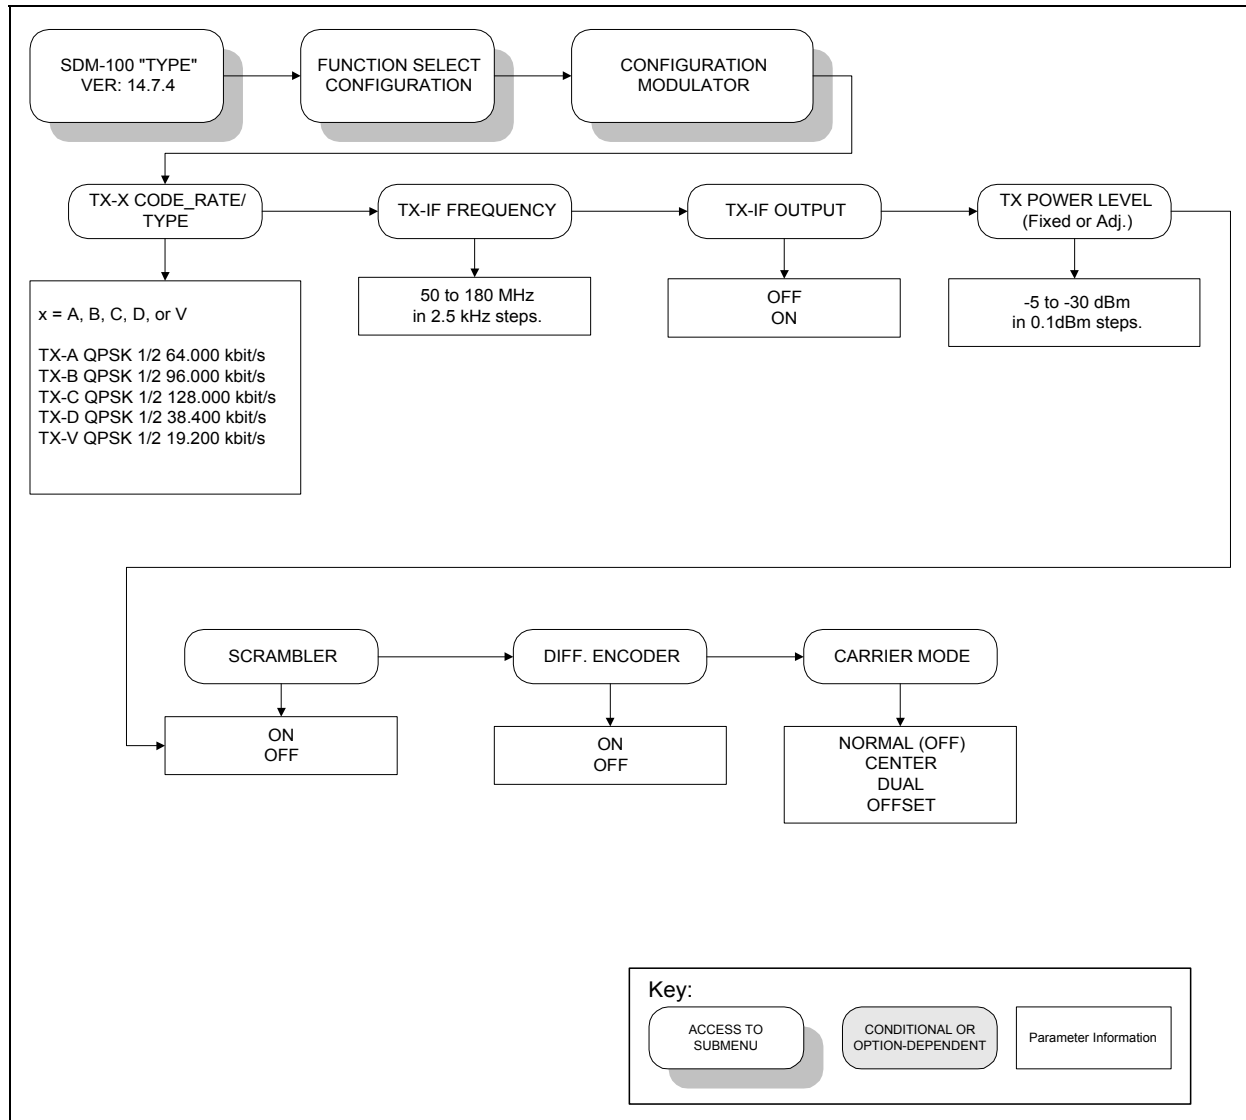 SDM-100 "TYPE"
VER: 14.7.4
FUNCTION SELECT
CONFIGURATION
CONFIGURATION
MODULATOR
TX-X CODE_RATE/
TYPE
TX-IF FREQUENCY
TX-IF OUTPUT
TX POWER LEVEL
(Fixed or Adj.)
x = A, B, C, D, or V
TX-A QPSK 1/2 64.000 kbit/s
TX-B QPSK 1/2 96.000 kbit/s
TX-C QPSK 1/2 128.000 kbit/s
TX-D QPSK 1/2 38.400 kbit/s
TX-V QPSK 1/2 19.200 kbit/s
50 to 180 MHz
in 2.5 kHz steps.
OFF
ON
-5 to -30 dBm
in 0.1dBm steps.
SCRAMBLER
DIFF. ENCODER
CARRIER MODE
ON
OFF
ON
OFF
NORMAL (OFF)
CENTER
DUAL
OFFSET
Key:
ACCESS TO
SUBMENU
CONDITIONAL OR
OPTION-DEPENDENT
Parameter Information